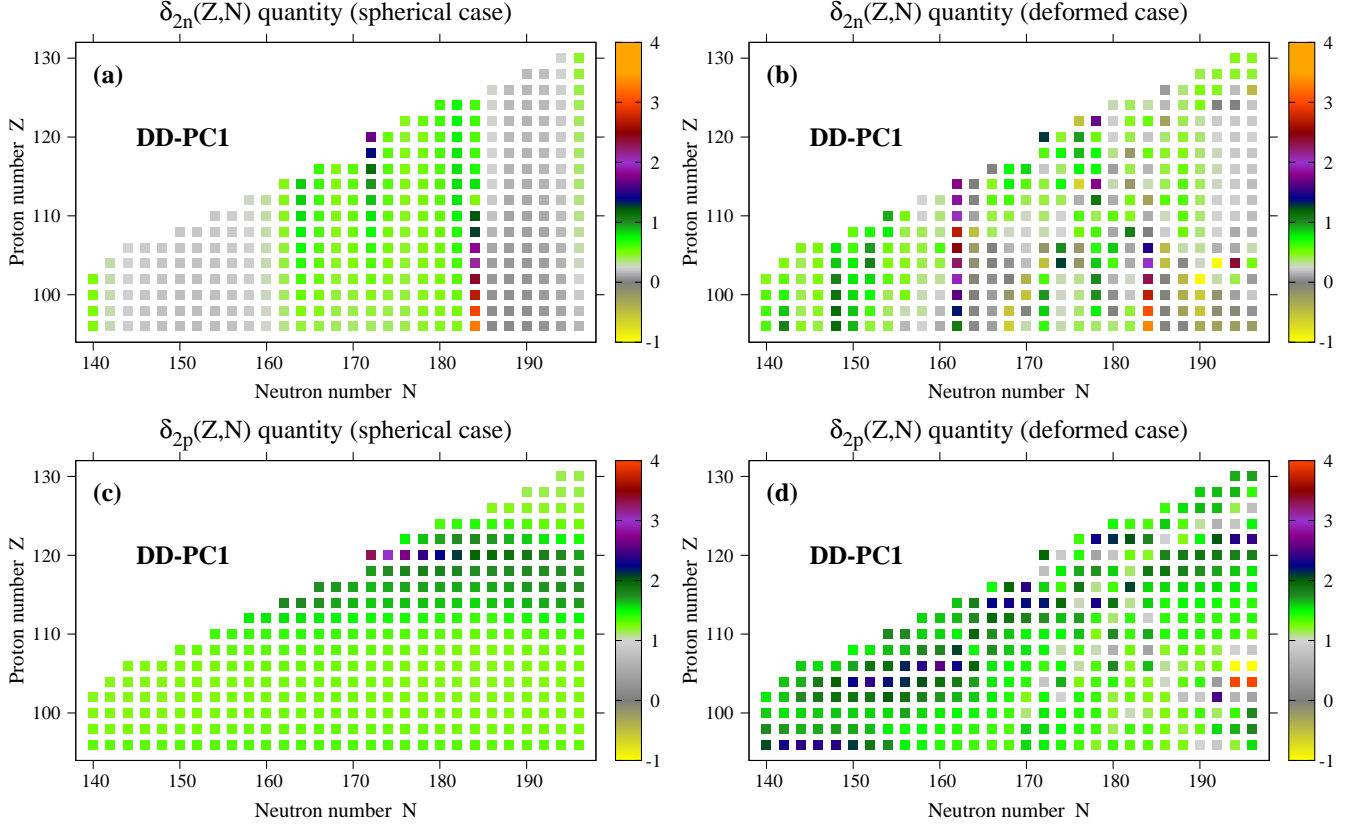 δ2n(Z,N) quantity (spherical case)
(a)
DD-PC1
Proton number Z
130
120
110
100
140 150 160 170 180 190
Neutron number N
4
3
2
1
0
-1
δ2n(Z,N) quantity (deformed case)
(b)
DD-PC1
Proton number Z
130
120
110
100
140 150 160 170 180 190
Neutron number N
4
3
2
1
0
-1
δ2p(Z,N) quantity (spherical case)
(c)
DD-PC1
Proton number Z
130
120
110
100
140 150 160 170 180 190
Neutron number N
4
3
2
1
0
-1
δ2p(Z,N) quantity (deformed case)
(d)
DD-PC1
Proton number Z
130
120
110
100
140 150 160 170 180 190
Neutron number N
4
3
2
1
0
-1